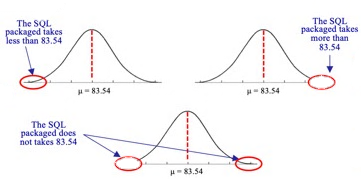 The SQL
packaged takes
less than 83.54
μ = 83.54
The SQL
packaged takes
more than
83.54
μ = 83.54
The SQL
packaged does
not takes 83.54
μ = 83.54